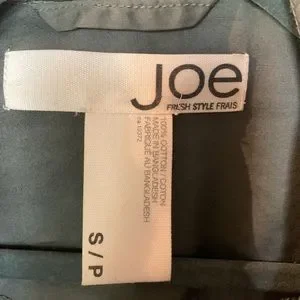 joe
FRESH STYLE FRAIS
100% COTTON / COTON
MADE IN BANGLADESH
FABRIQUÉ AU BANGLADESH
S / P